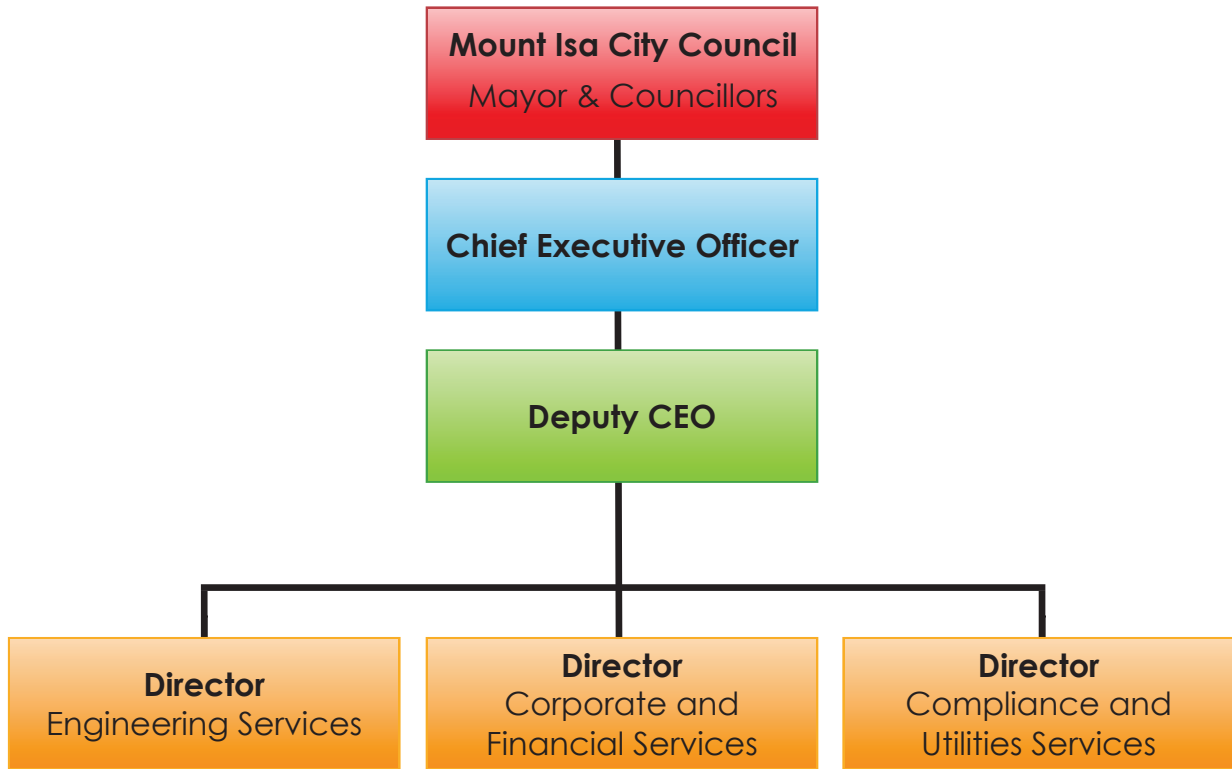 Mount Isa City Council
Mayor & Councillors
Chief Executive Officer
Deputy CEO
Director
Engineering Services
Director
Corporate and
Financial Services
Director
Compliance and
Utilities Services